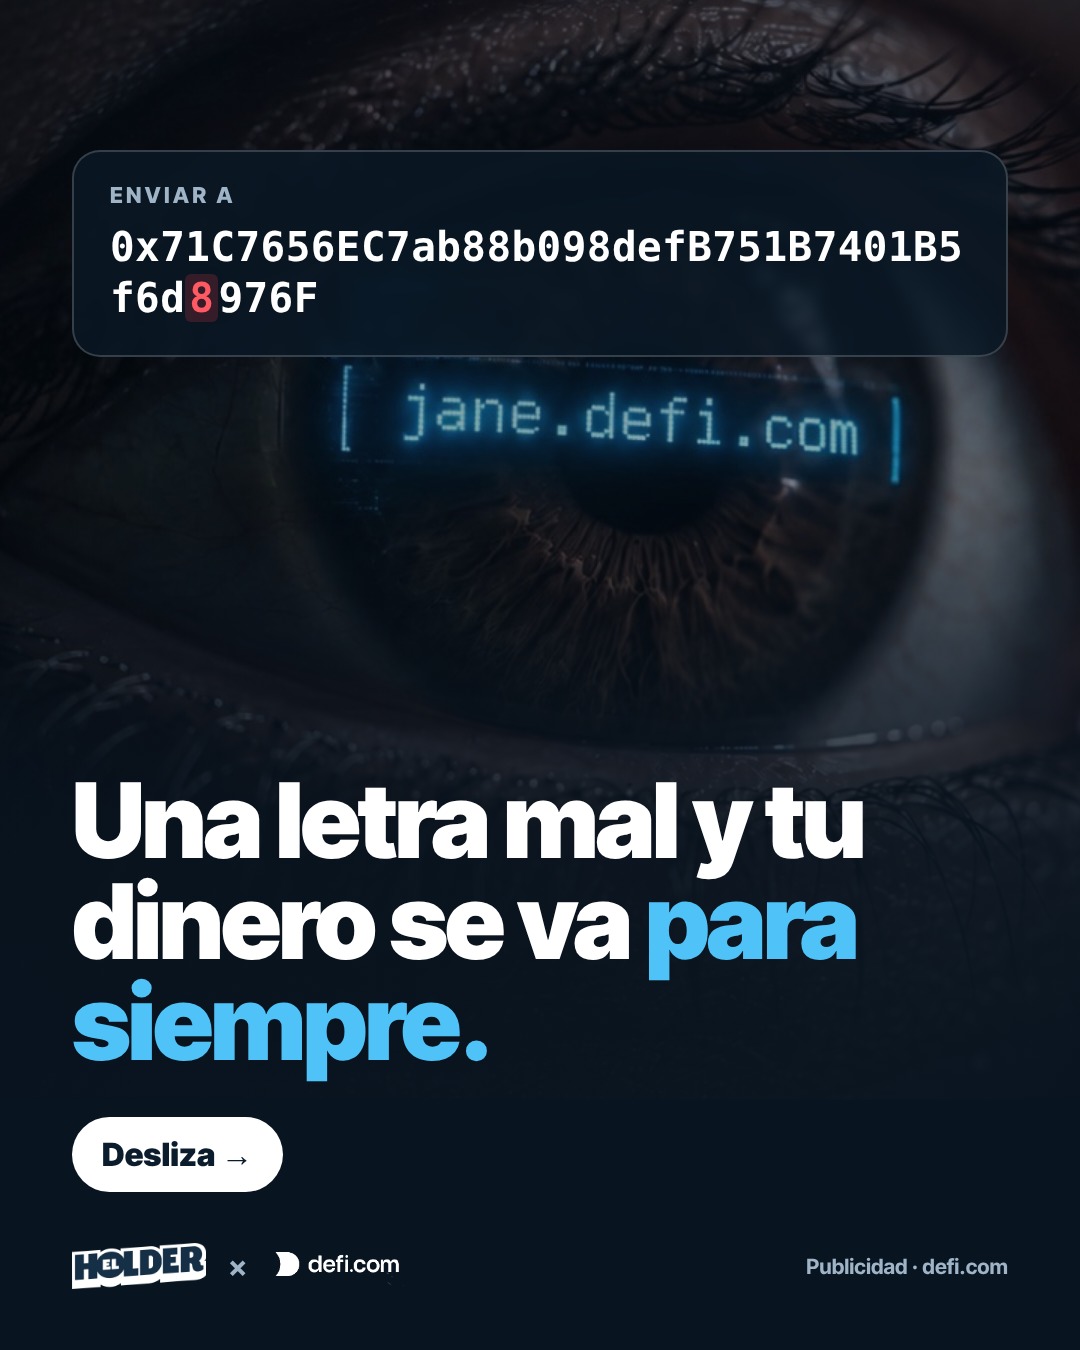 ENVIAR A
0x71C7656EC7ab88b098defB751B7401B5
f6d8976F
[ jane.defi.com |
Una letra mal y tu
dinero se va para
siempre.
Desliza →
EL HOLDER × defi.com
Publicidad · defi.com